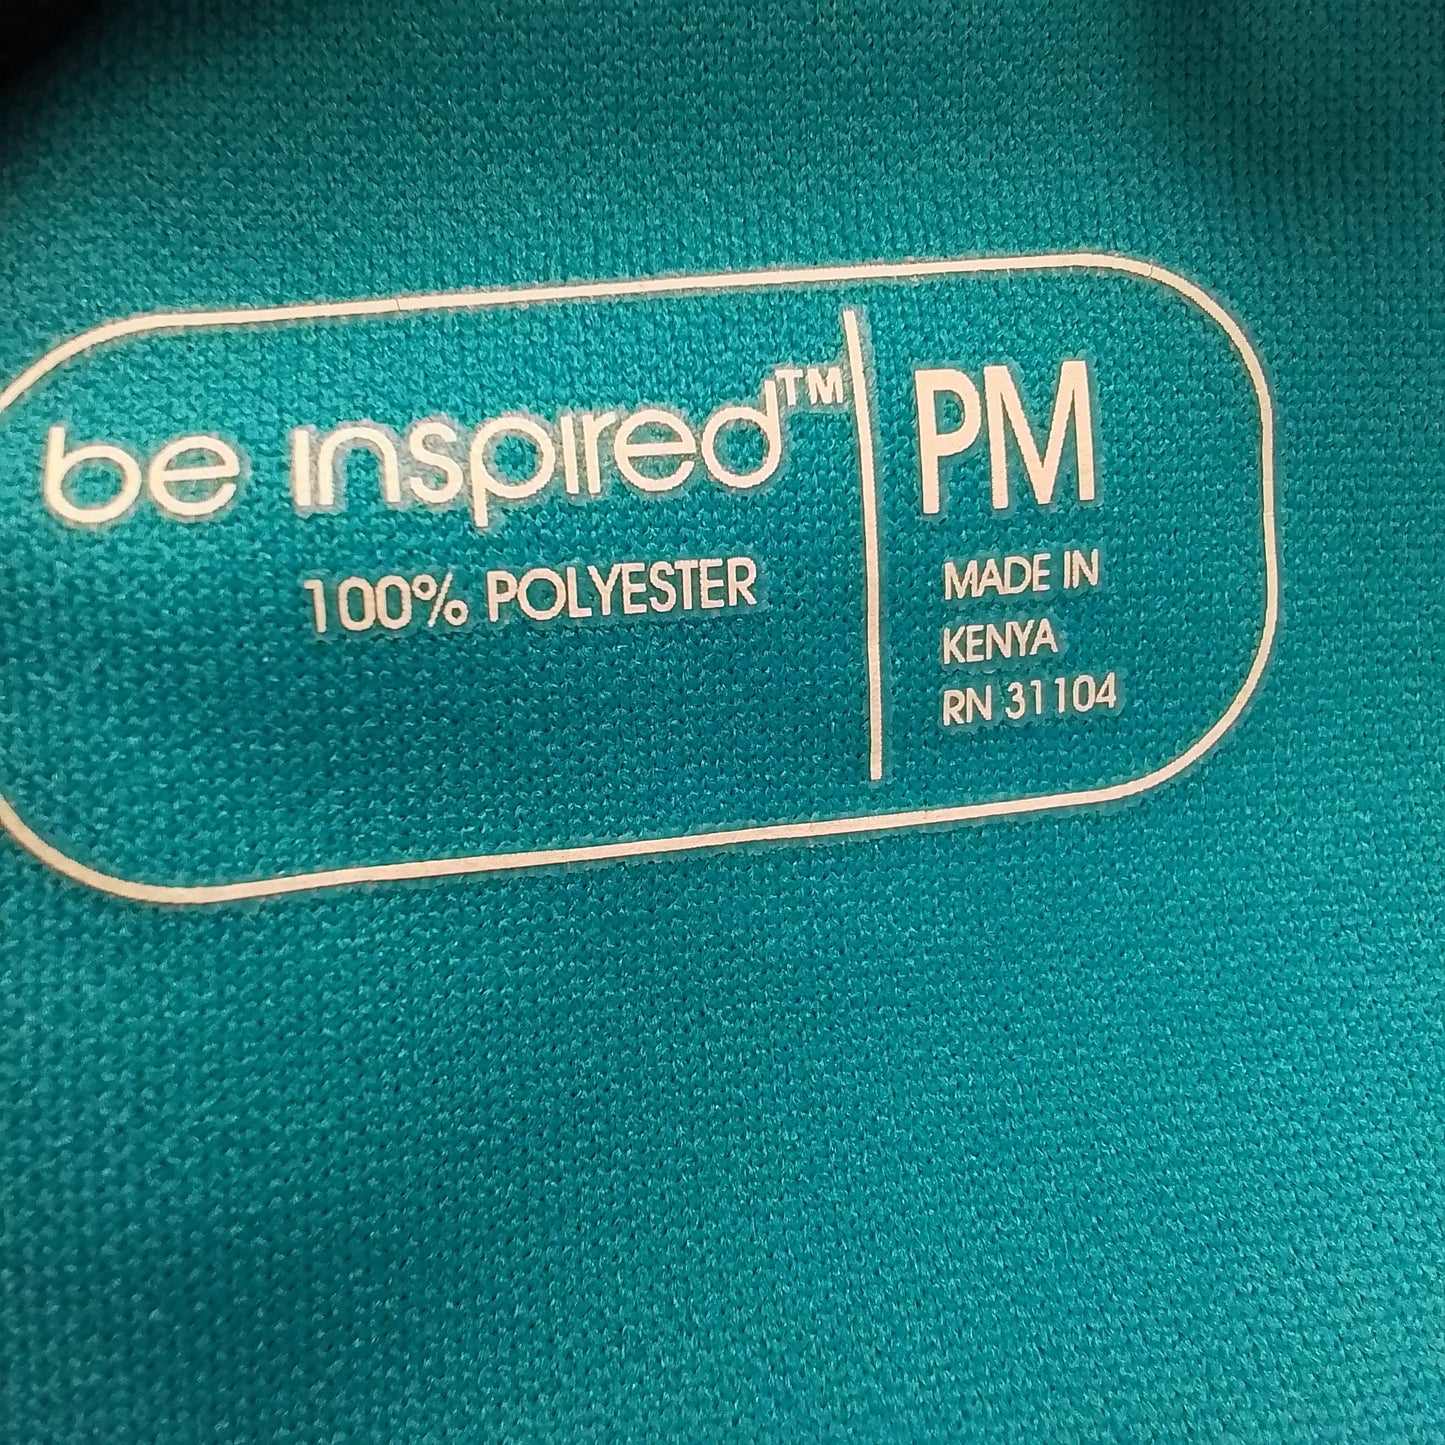 be inspired™
100% POLYESTER
PM
MADE IN
KENYA
RN 31104